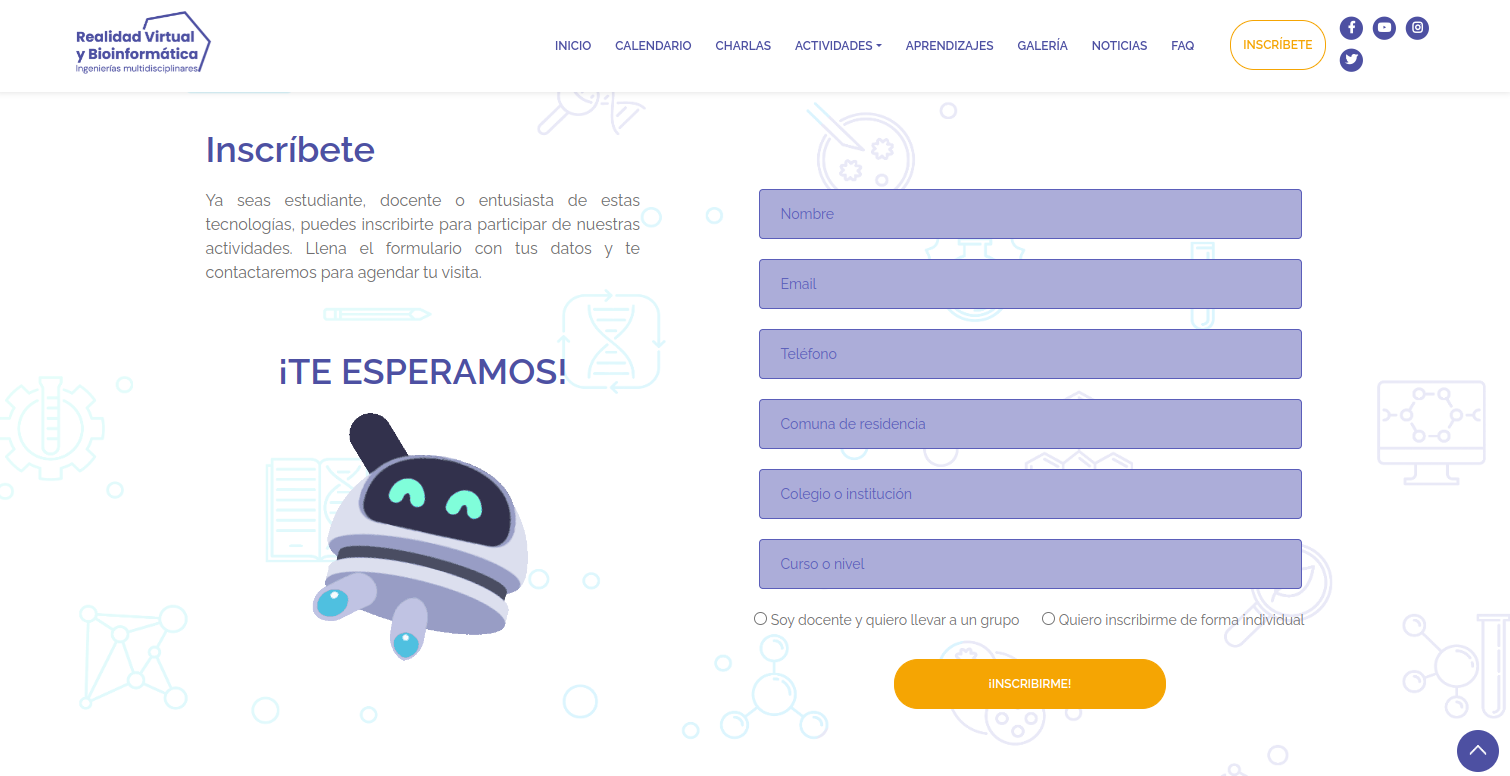 Realidad Virtual
y Bioinformática
Ingenierías multidisciplinares
INICIO
CALENDARIO
CHARLAS
ACTIVIDADES
APRENDIZAJES
GALERÍA
NOTICIAS
FAQ
INSCRÍBETE
Inscríbete
Ya seas estudiante, docente o entusiasta de estas
tecnologías, puedes inscribirte para participar de nuestras
actividades. Llena el formulario con tus datos y te
contactaremos para agendar tu visita.
¡TE ESPERAMOS!
Nombre
Email
Teléfono
Comuna de residencia
Colegio o institución
Curso o nivel
Soy docente y quiero llevar a un grupo
Quiero inscribirme de forma individual
¡INSCRIBIRME!